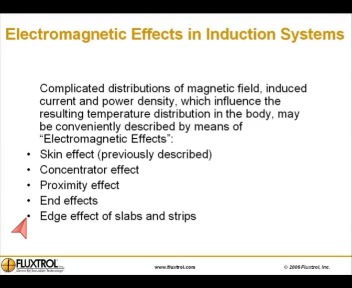 Electromagnetic Effects in Induction Systems
Complicated distributions of magnetic field, induced
current and power density, which influence the
resulting temperature distribution in the body, may
be conveniently described by means of
“Electromagnetic Effects”:
• Skin effect (previously described)
• Concentrator effect
• Proximity effect
• End effects
• Edge effect of slabs and strips
FLUXTROL
www.fluxtrol.com
© 2006 Fluxtrol, Inc.